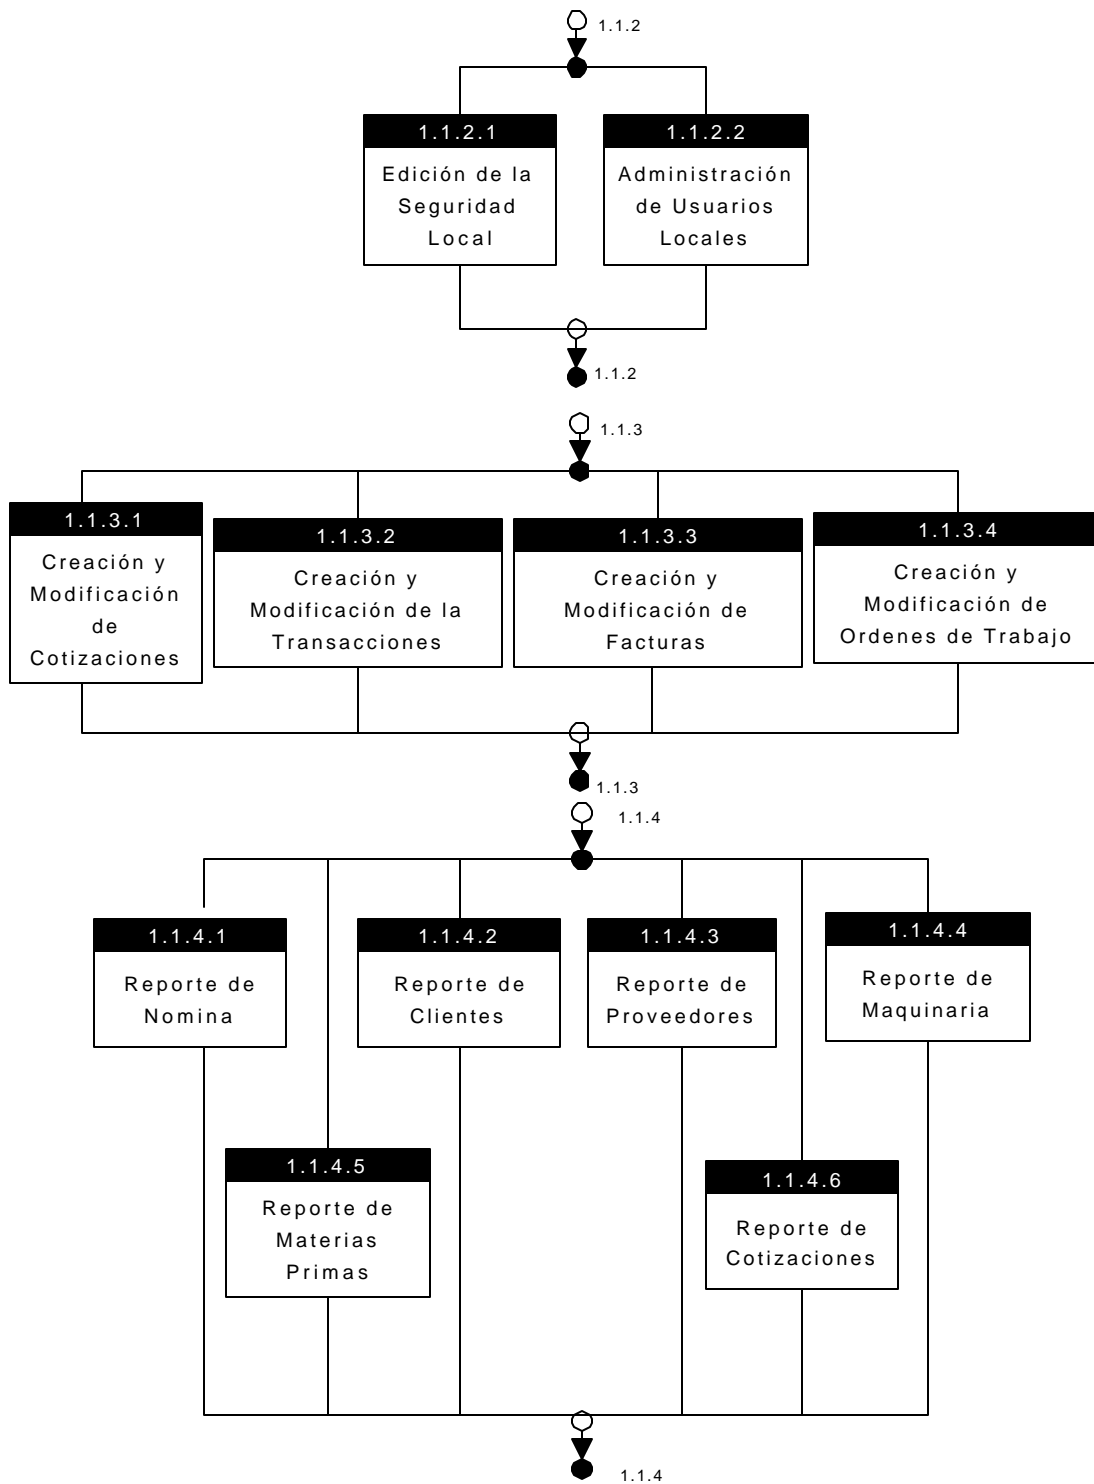 1.1.2
1.1.2.1
Edición de la
Seguridad
Local
1.1.2.2
Administración
de Usuarios
Locales
1.1.2
1.1.3
1.1.3.1
Creación y
Modificación
de
Cotizaciones
1.1.3.2
Creación y
Modificación de la
Transacciones
1.1.3.3
Creación y
Modificación de
Facturas
1.1.3.4
Creación y
Modificación de
Ordenes de Trabajo
1.1.3
1.1.4
1.1.4.1
Reporte de
Nomina
1.1.4.2
Reporte de
Clientes
1.1.4.3
Reporte de
Proveedores
1.1.4.4
Reporte de
Maquinaria
1.1.4.5
Reporte de
Materias
Primas
1.1.4.6
Reporte de
Cotizaciones
1.1.4